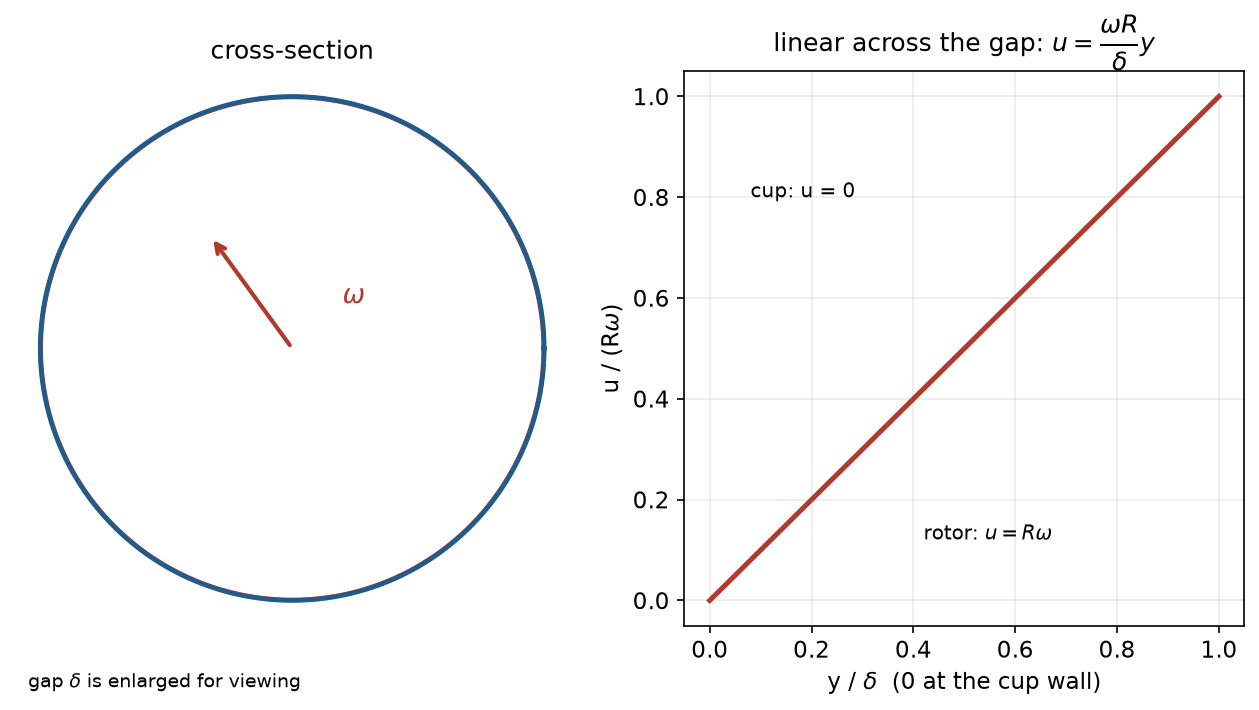 cross-section
ω
gap δ is enlarged for viewing
linear across the gap: u = ωR/δ y
u / (Rω)
1.0
0.8
0.6
0.4
0.2
0.0
cup: u = 0
rotor: u = Rω
0.0 0.2 0.4 0.6 0.8 1.0
y / δ (0 at the cup wall)